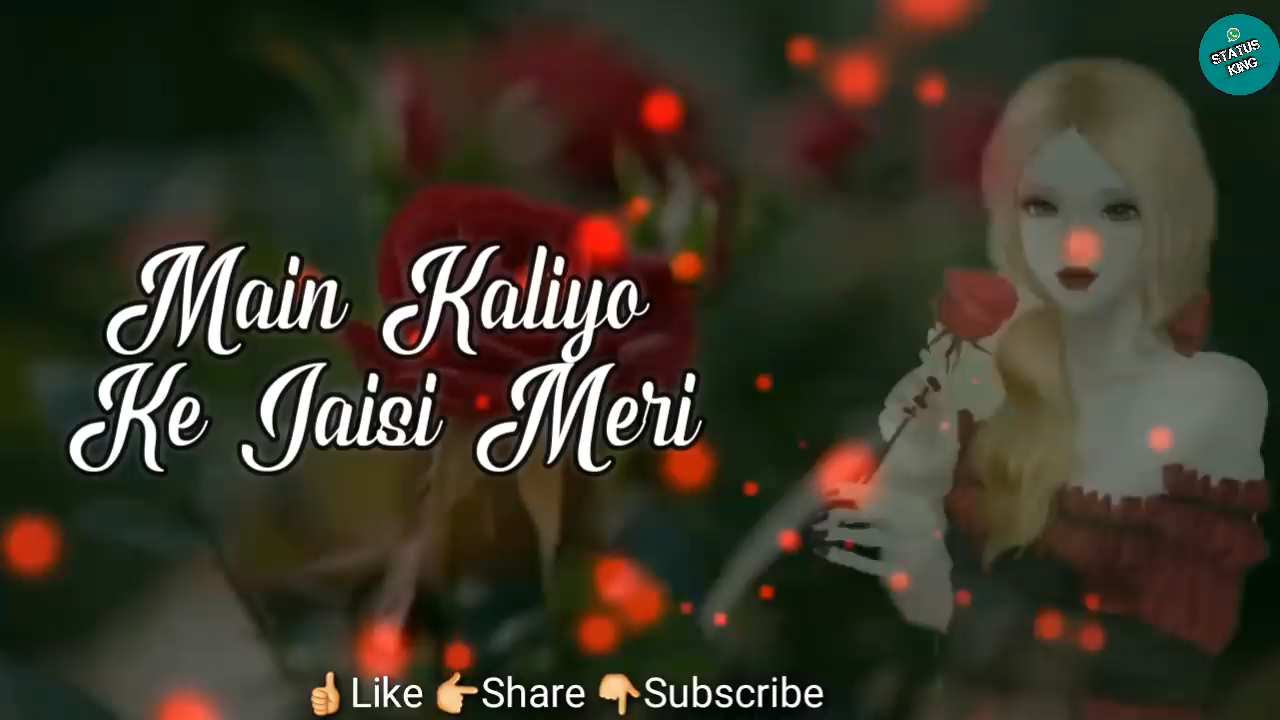 STATUS
KING
Main Kaliyo
Ke Jaisi Meri
👍Like 👉Share 👇Subscribe